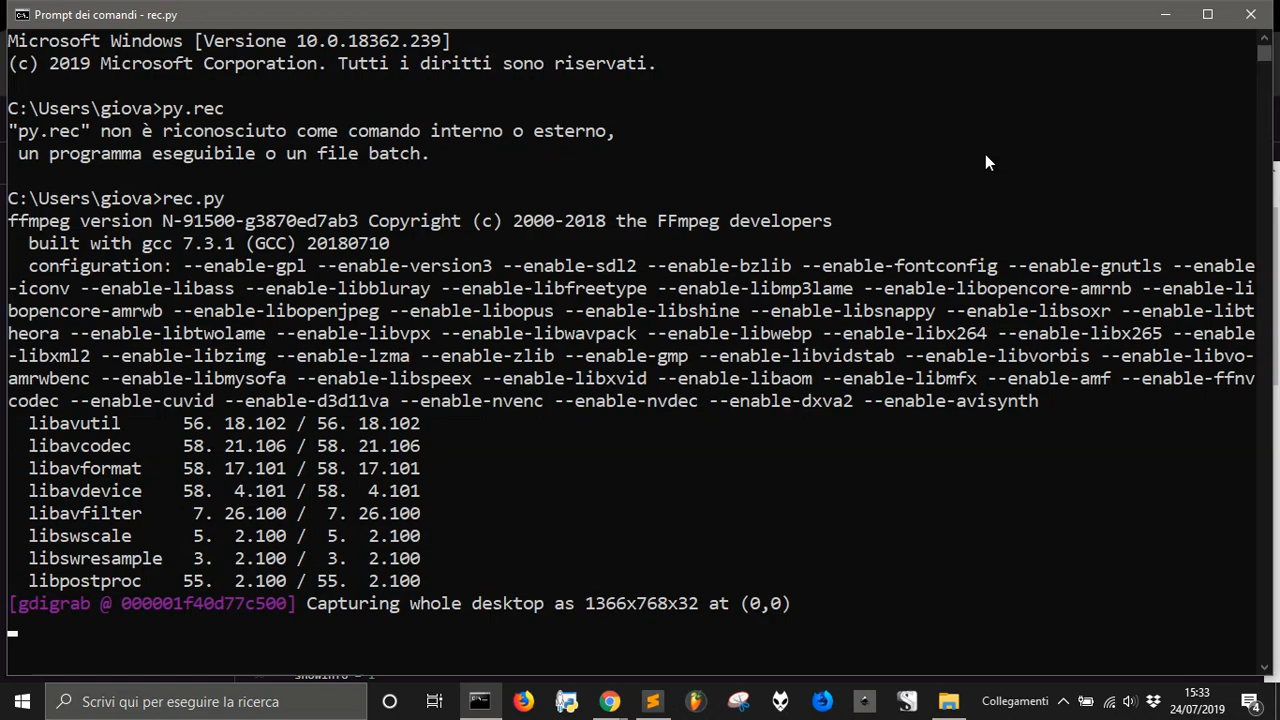 Prompt dei comandi - rec.py
Microsoft Windows [Versione 10.0.18362.239]
(c) 2019 Microsoft Corporation. Tutti i diritti sono riservati.
C:\Users\giova>py.rec
"py.rec" non è riconosciuto come comando interno o esterno,
 un programma eseguibile o un file batch.
C:\Users\giova>rec.py
ffmpeg version N-91500-g3870ed7ab3 Copyright (c) 2000-2018 the FFmpeg developers
  built with gcc 7.3.1 (GCC) 20180710
  configuration: --enable-gpl --enable-version3 --enable-sdl2 --enable-bzlib --enable-fontconfig --enable-gnutls --enable
-iconv --enable-libass --enable-libbluray --enable-libfreetype --enable-libmp3lame --enable-libopencore-amrnb --enable-li
bopencore-amrwb --enable-libopenjpeg --enable-libopus --enable-libshine --enable-libsnappy --enable-libsoxr --enable-libt
heora --enable-libtwolame --enable-libvpx --enable-libwavpack --enable-libwebp --enable-libx264 --enable-libx265 --enable
-libxml2 --enable-libzimg --enable-lzma --enable-zlib --enable-gmp --enable-libvidstab --enable-libvorbis --enable-libvo-
amrwbenc --enable-libmysofa --enable-libspeex --enable-libxvid --enable-libaom --enable-libmfx --enable-amf --enable-ffnv
codec --enable-cuvid --enable-d3d11va --enable-nvenc --enable-nvdec --enable-dxva2 --enable-avisynth
  libavutil      56. 18.102 / 56. 18.102
  libavcodec     58. 21.106 / 58. 21.106
  libavformat    58. 17.101 / 58. 17.101
  libavdevice    58.  4.101 / 58.  4.101
  libavfilter     7. 26.100 /  7. 26.100
  libswscale      5.  2.100 /  5.  2.100
  libswresample   3.  2.100 /  3.  2.100
  libpostproc    55.  2.100 / 55.  2.100
[gdigrab @ 000001f40d77c500] Capturing whole desktop as 1366x768x32 at (0,0)
Scrivi qui per eseguire la ricerca
Collegamenti
15:33
24/07/2019
4